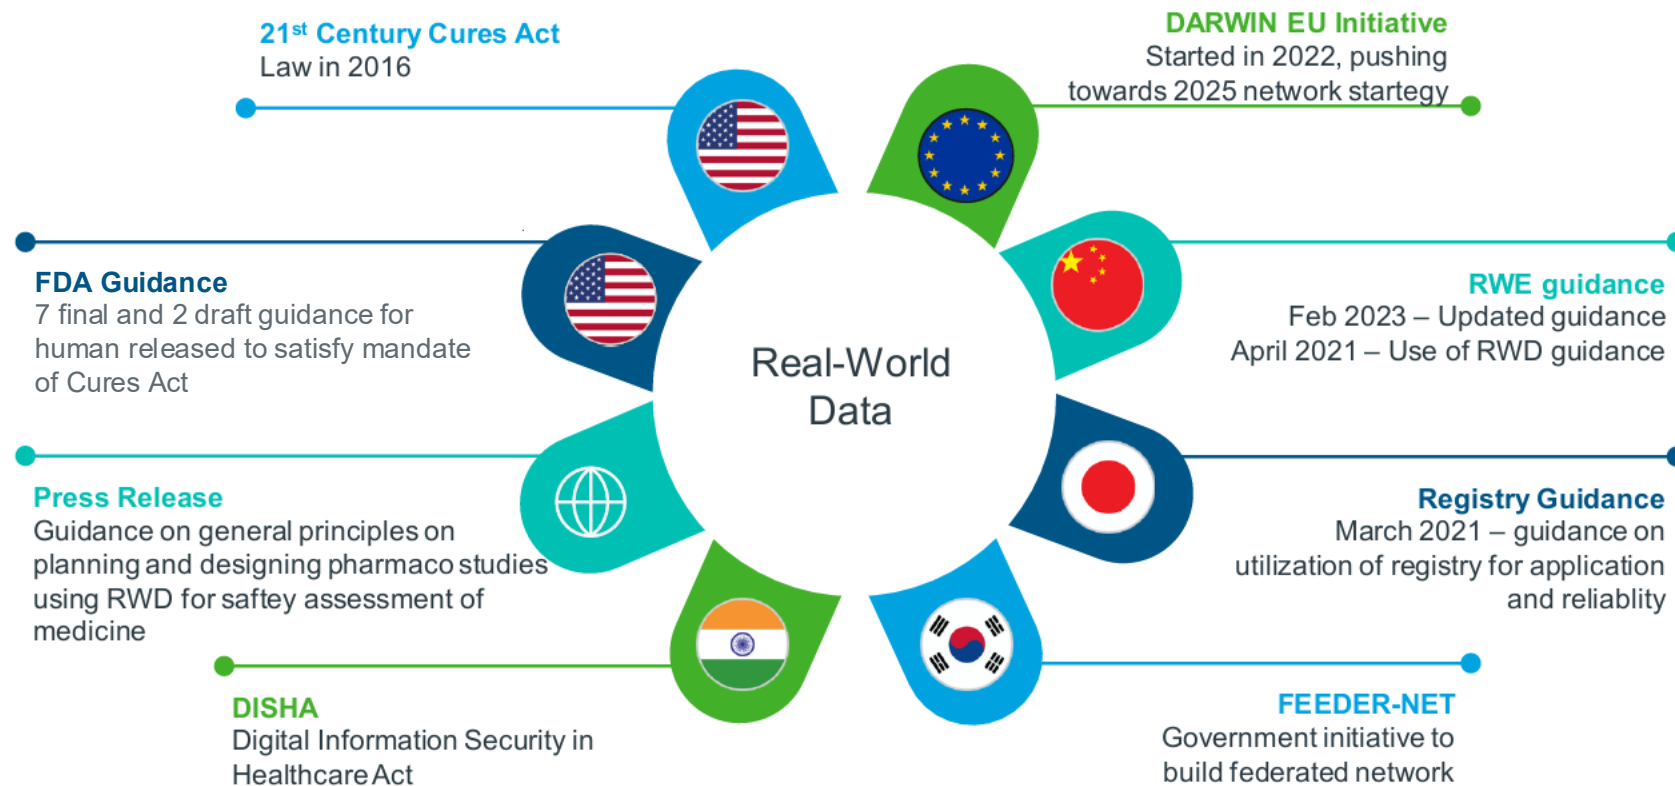 21st Century Cures Act
Law in 2016
DARWIN EU Initiative
Started in 2022, pushing
towards 2025 network startegy
FDA Guidance
7 final and 2 draft guidance for
human released to satisfy mandate
of Cures Act
RWE guidance
Feb 2023 – Updated guidance
April 2021 – Use of RWD guidance
Real-World
Data
Press Release
Guidance on general principles on
planning and designing pharmaco studies
using RWD for saftey assessment of
medicine
Registry Guidance
March 2021 – guidance on
utilization of registry for application
and reliablity
DISHA
Digital Information Security in
Healthcare Act
FEEDER-NET
Government initiative to
build federated network